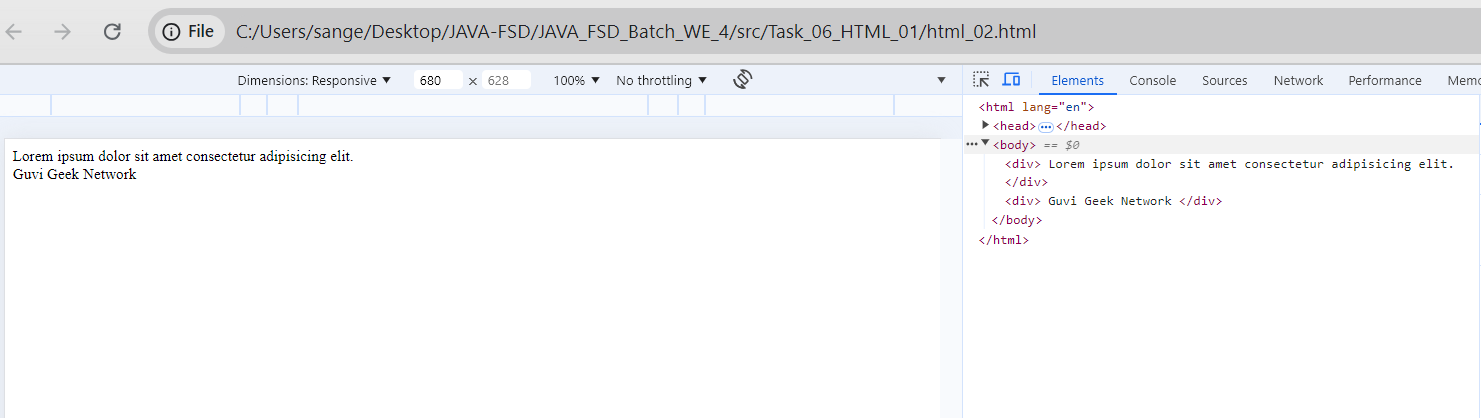 File C:/Users/sange/Desktop/JAVA-FSD/JAVA_FSD_Batch_WE_4/src/Task_06_HTML_01/html_02.html
Dimensions: Responsive ▼ 680 × 628 100% ▼ No throttling ▼
Elements Console Sources Network Performance Memo
Lorem ipsum dolor sit amet consectetur adipisicing elit.
Guvi Geek Network
<html lang="en">
<head>…</head>
<body> == $0
<div> Lorem ipsum dolor sit amet consectetur adipisicing elit.
</div>
<div> Guvi Geek Network </div>
</body>
</html>